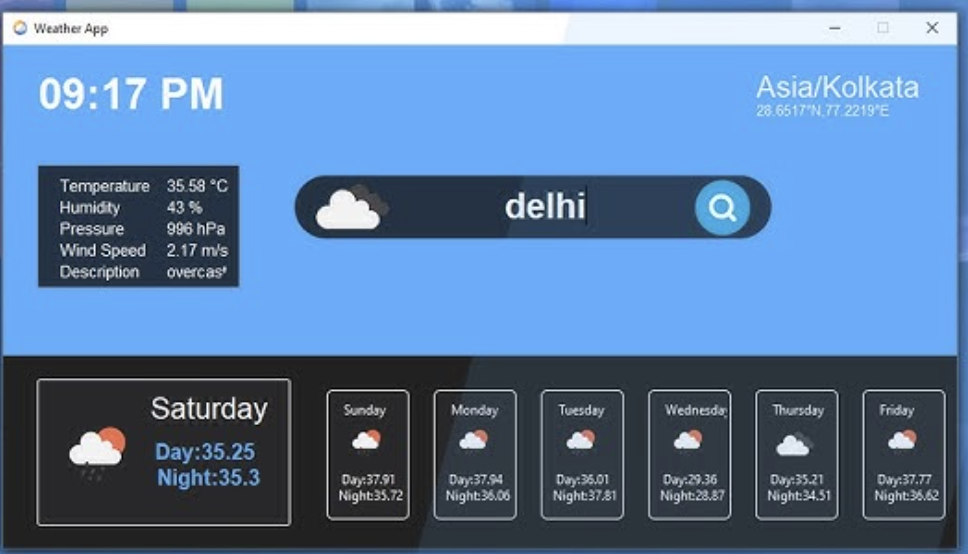 Weather App
09:17 PM
Asia/Kolkata
28.6517°N,77.2219°E
Temperature 35.58 °C
Humidity 43 %
Pressure 996 hPa
Wind Speed 2.17 m/s
Description overcas
delhi
Saturday
Day:35.25
Night:35.3
Sunday
Day:37.91
Night:35.72
Monday
Day:37.94
Night:36.06
Tuesday
Day:36.01
Night:37.81
Wednesda
Day:29.36
Night:28.87
Thursday
Day:35.21
Night:34.51
Friday
Day:37.77
Night:36.62